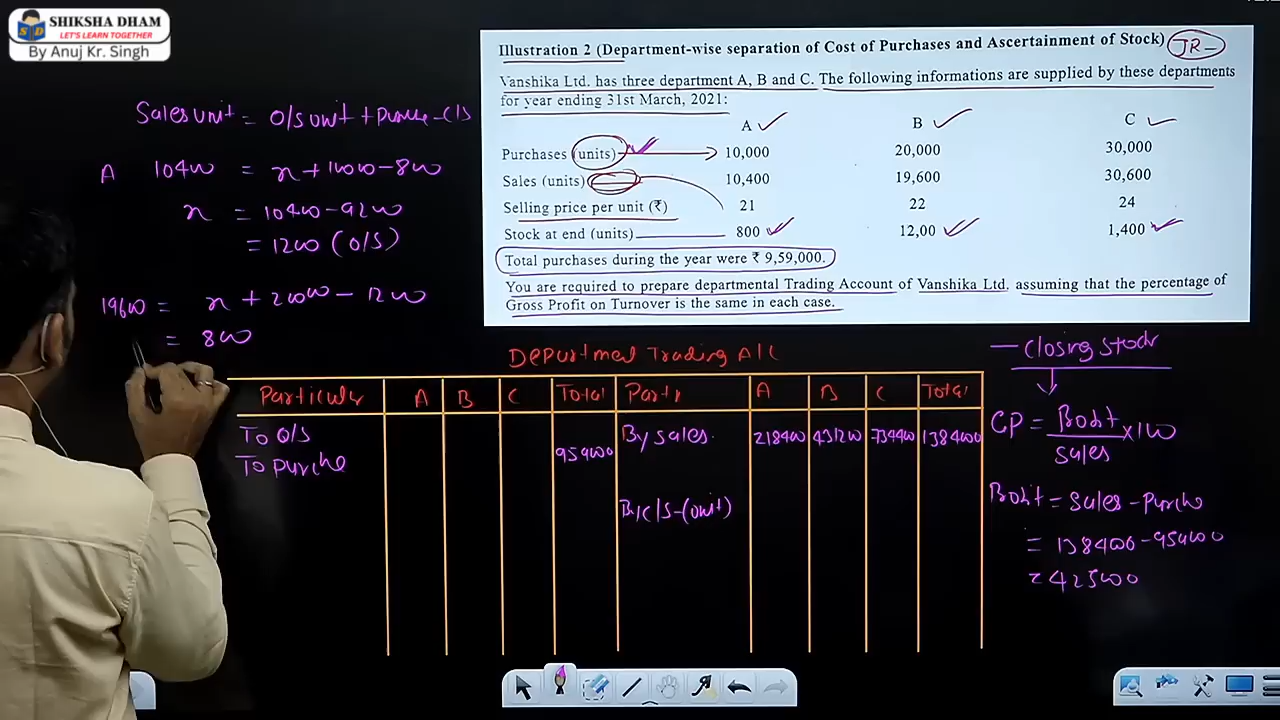 SHIKSHA DHAM
LET'S LEARN TOGETHER
By Anuj Kr. Singh
Illustration 2 (Department-wise separation of Cost of Purchases and Ascertainment of Stock) JR-
Vanshika Ltd. has three department A, B and C. The following informations are supplied by these departments
for year ending 31st March, 2021:
A B C
Purchases (units) 10,000 20,000 30,000
Sales (units) 10,400 19,600 30,600
Selling price per unit (₹) 21 22 24
Stock at end (units) 800 12,00 1,400
Total purchases during the year were ₹ 9,59,000.
You are required to prepare departmental Trading Account of Vanshika Ltd, assuming that the percentage of
Gross Profit on Turnover is the same in each case.
Sales unit = O/S unit + Purche - C/S
A 10400 = x + 10000 - 800
x = 10400 - 9200
= 1200 (O/S)
19600 = x + 20000 - 1200
= 800
Departmed Trading A/C
Particular A B C Total Parti A B C Total
To O/S By sales. 218400 431200 734400 1384000
To Purche 959000
By C/S-(unit)
- Closing Stock
GP = Profit / Sales × 100
Profit = Sales - Purche
= 1384000 - 959000
= 425000